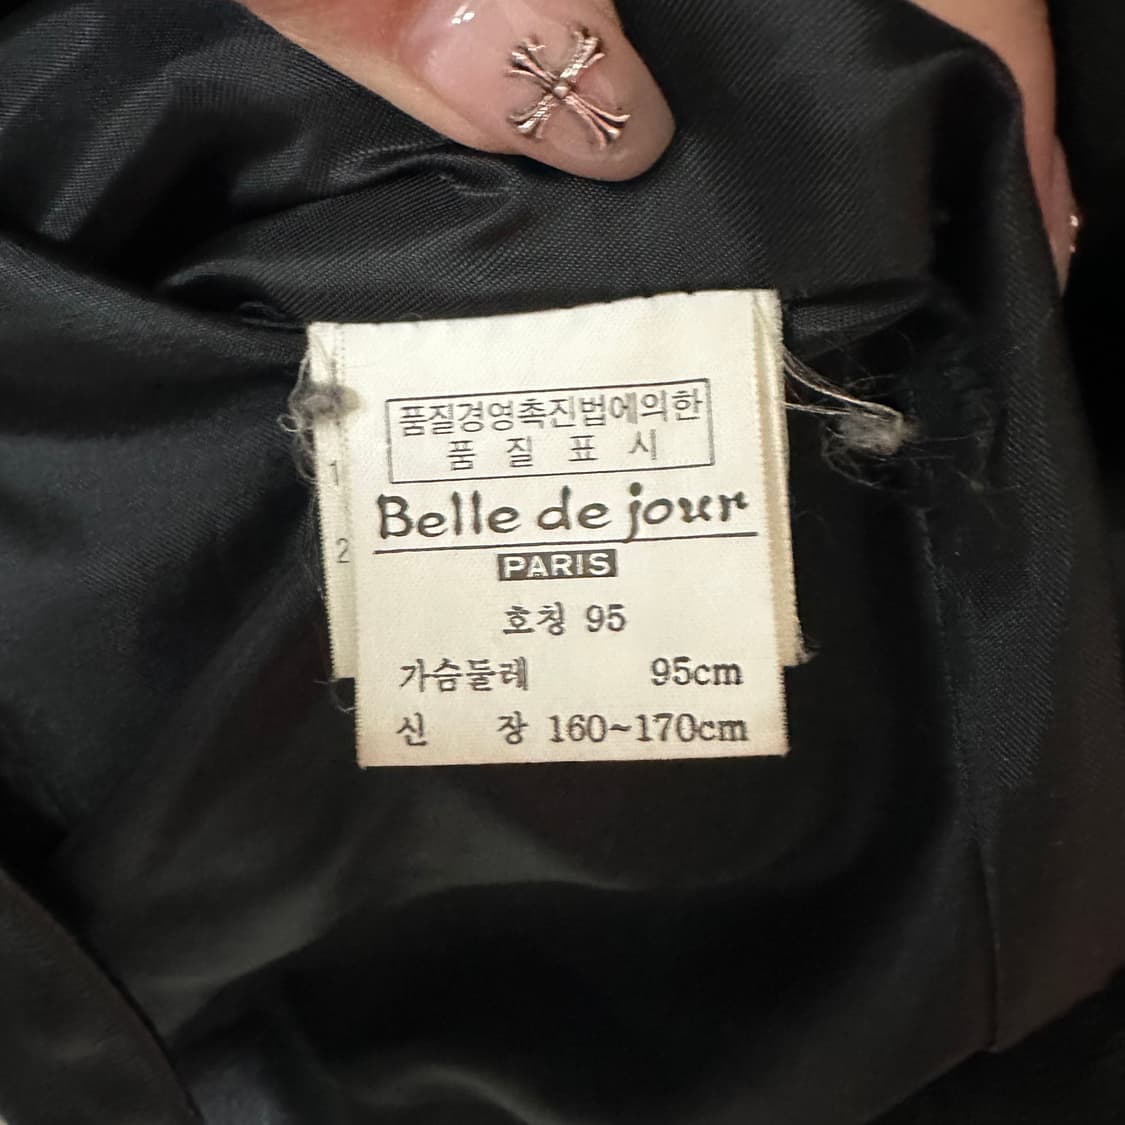 품질경영촉진법에의한
품 질 표 시
Belle de jour
PARIS
호칭 95
가슴둘레 95cm
신 장 160~170cm
1
2